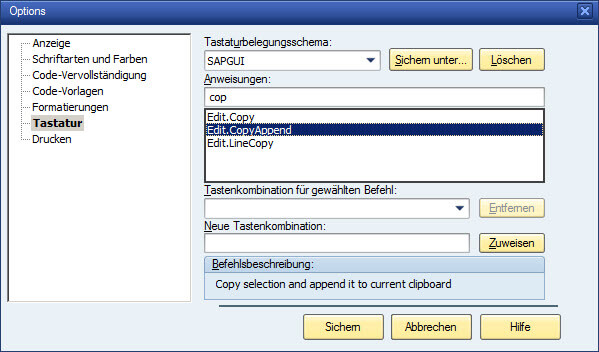 Options
Anzeige
Schriftarten und Farben
Code-Vervollständigung
Code-Vorlagen
Formatierungen
Tastatur
Drucken
Tastaturbelegungsschema:
SAPGUI
Sichern unter...
Löschen
Anweisungen:
cop
Edit.Copy
Edit.CopyAppend
Edit.LineCopy
Tastenkombination für gewählten Befehl:
Entfernen
Neue Tastenkombination:
Zuweisen
Befehlsbeschreibung:
Copy selection and append it to current clipboard
Sichern
Abbrechen
Hilfe